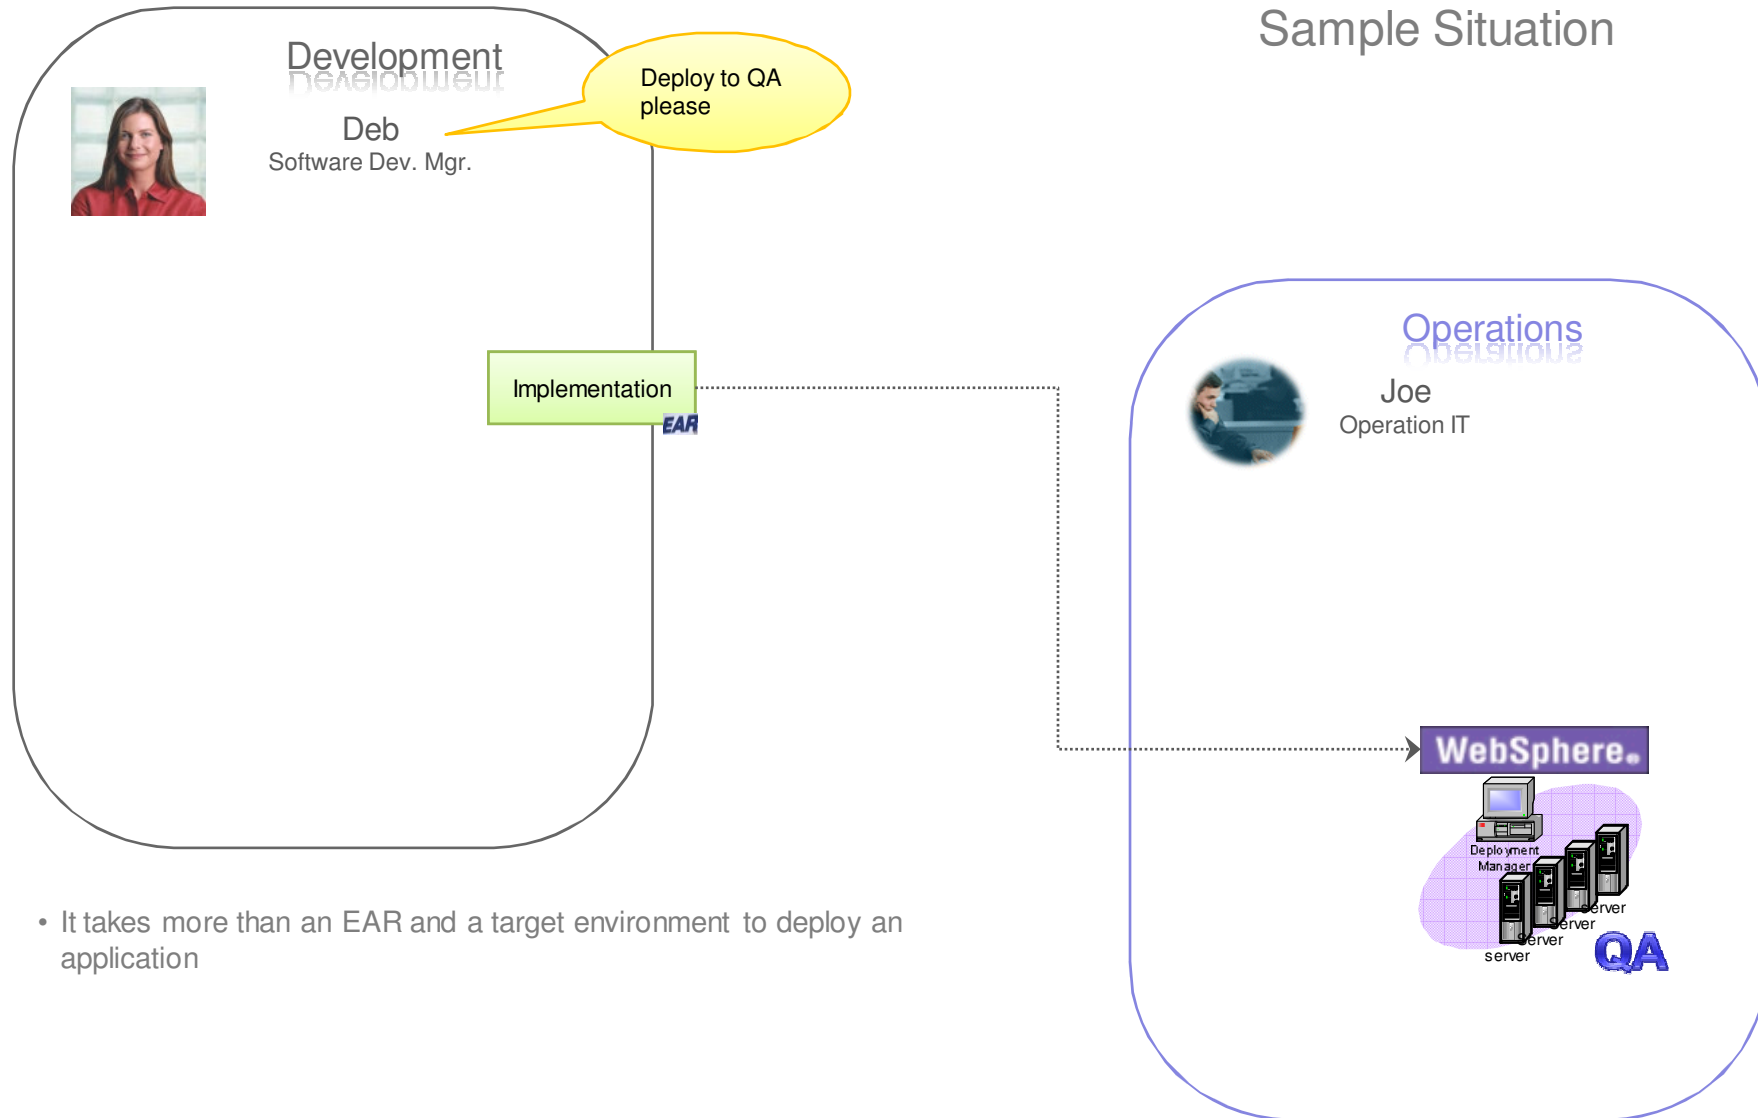 Sample Situation
Development
Deb
Software Dev. Mgr.
Deploy to QA
please
Implementation
EAR
Operations
Joe
Operation IT
WebSphere®
Deployment
Manager
server
Server
Server
server
QA
• It takes more than an EAR and a target environment to deploy an
application